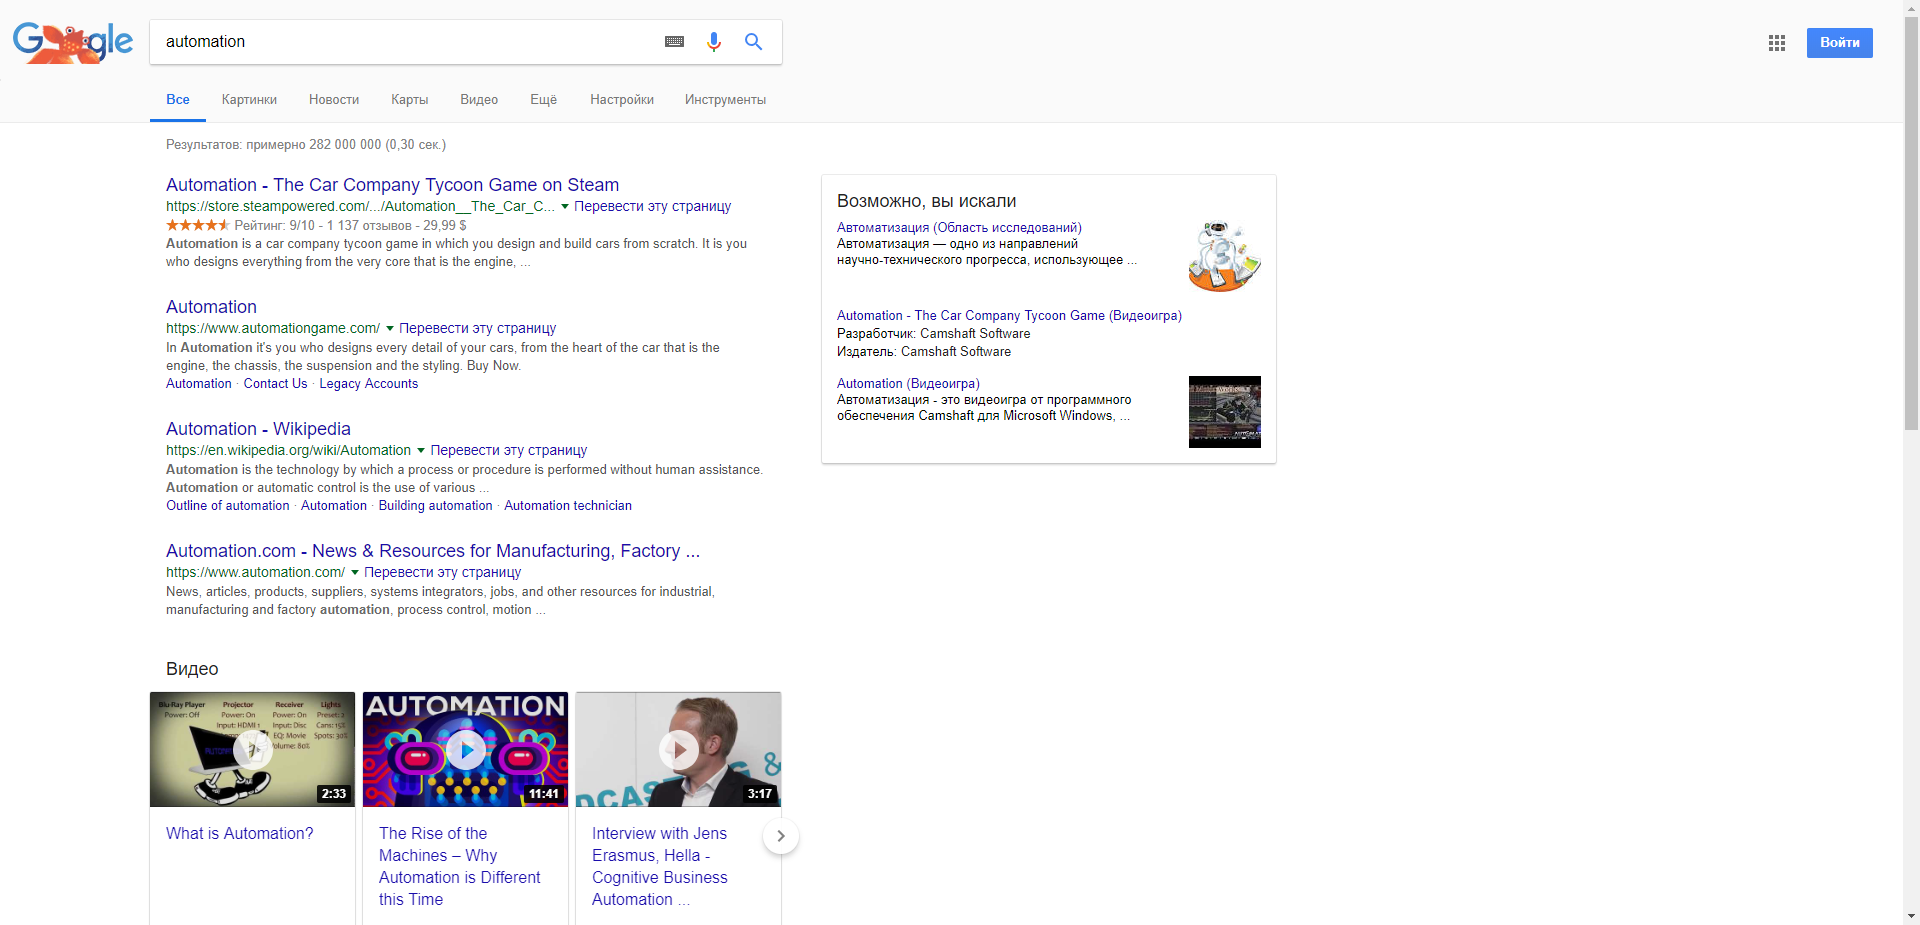 Google
automation
Войти
Все Картинки Новости Карты Видео Ещё Настройки Инструменты
Результатов: примерно 282 000 000 (0,30 сек.)
Automation - The Car Company Tycoon Game on Steam
https://store.steampowered.com/.../Automation__The_Car_C... Перевести эту страницу
Рейтинг: 9/10 - 1 137 отзывов - 29,99 $
Automation is a car company tycoon game in which you design and build cars from scratch. It is you
who designs everything from the very core that is the engine, ...
Automation
https://www.automationgame.com/ Перевести эту страницу
In Automation it's you who designs every detail of your cars, from the heart of the car that is the
engine, the chassis, the suspension and the styling. Buy Now.
Automation · Contact Us · Legacy Accounts
Automation - Wikipedia
https://en.wikipedia.org/wiki/Automation Перевести эту страницу
Automation is the technology by which a process or procedure is performed without human assistance.
Automation or automatic control is the use of various ...
Outline of automation · Automation · Building automation · Automation technician
Automation.com - News & Resources for Manufacturing, Factory ...
https://www.automation.com/ Перевести эту страницу
News, articles, products, suppliers, systems integrators, jobs, and other resources for industrial,
manufacturing and factory automation, process control, motion ...
Возможно, вы искали
Автоматизация (Область исследований)
Автоматизация — одно из направлений
научно-технического прогресса, использующее ...
Automation - The Car Company Tycoon Game (Видеоигра)
Разработчик: Camshaft Software
Издатель: Camshaft Software
Automation (Видеоигра)
Автоматизация - это видеоигра от программного
обеспечения Camshaft для Microsoft Windows, ...
Видео
Blu-Ray Player Projector Receiver Lights
Power: Off Power: On Power: On Preset: 2
Input: HDMI 1 Input: Disc Cans: 15%
EQ: Movie Spots: 30%
Volume: 80%
2:33
AUTOMATION
11:41
3:17
What is Automation?
The Rise of the
Machines – Why
Automation is Different
this Time
Interview with Jens
Erasmus, Hella -
Cognitive Business
Automation ...